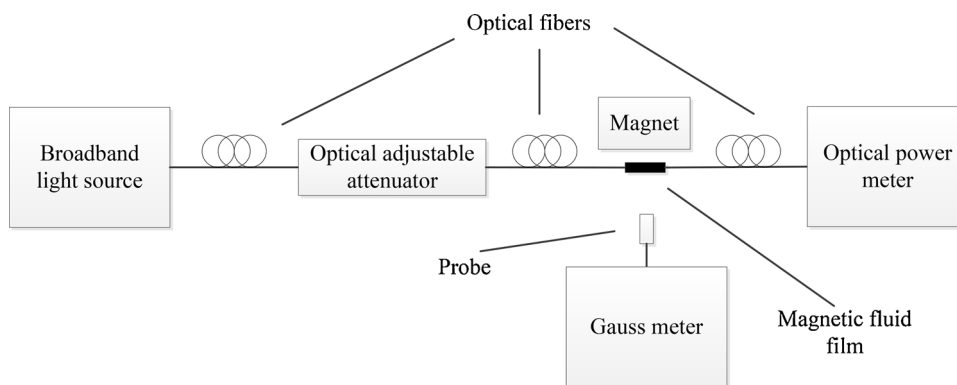 Optical fibers
Broadband
light source
Optical adjustable
attenuator
Magnet
Optical power
meter
Probe
Gauss meter
Magnetic fluid
film